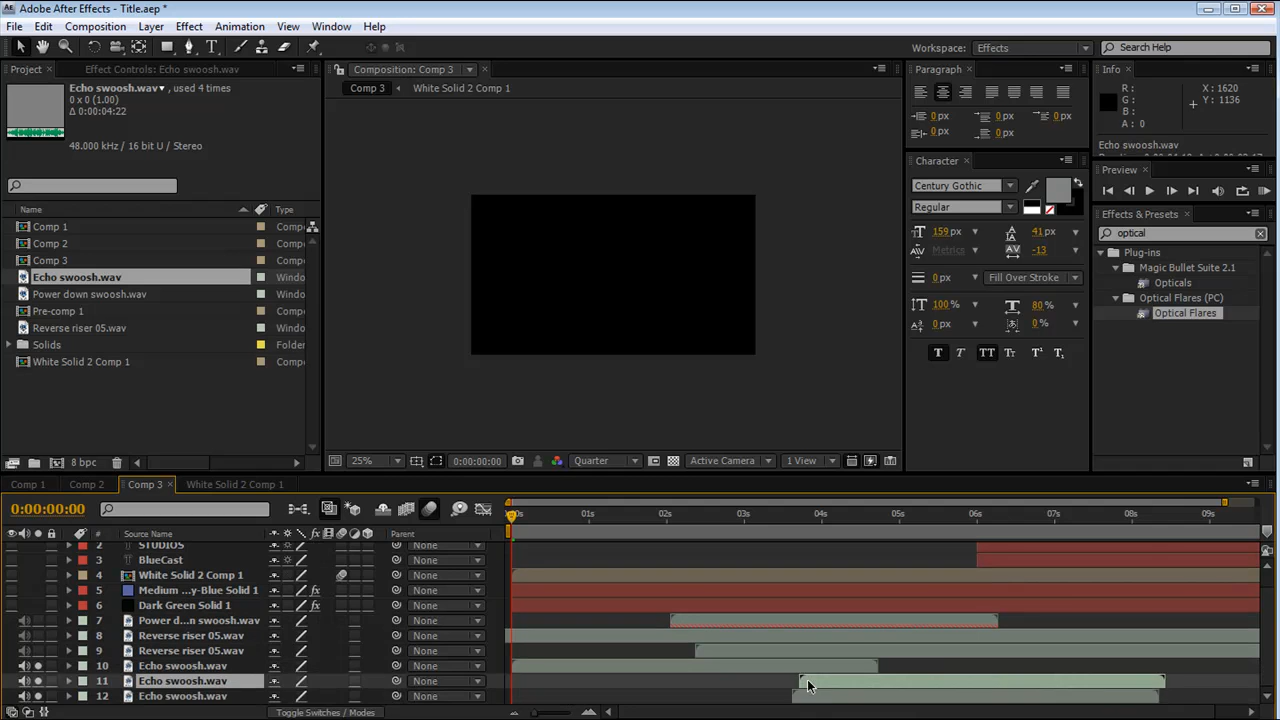 Adobe After Effects - Title.aep *
File Edit Composition Layer Effect Animation View Window Help
Workspace: Effects Search Help
Project Effect Controls: Echo swoosh.wav
Composition: Comp 3
Paragraph
Info
Echo swoosh.wav▾, used 4 times
0 x 0 (1.00)
Δ 0:00:04:22
48.000 kHz / 16 bit U / Stereo
Comp 3 White Solid 2 Comp 1
0 px 0 px 0 px
0 px 0 px
R :
G :
B :
A : 0
X : 1620
Y : 1136
Echo swoosh.wav
Character
Century Gothic
Regular
159 px 41 px
Metrics -13
0 px Fill Over Stroke
100 % 80 %
0 px 0 %
T T TT Tr T¹ T₁
Preview
Effects & Presets
optical
Plug-ins
Magic Bullet Suite 2.1
Opticals
Optical Flares (PC)
Optical Flares
Name Type
Comp 1 Compo
Comp 2 Compo
Comp 3 Compo
Echo swoosh.wav Windo
Power down swoosh.wav Windo
Pre-comp 1 Compo
Reverse riser 05.wav Windo
Solids Folder
White Solid 2 Comp 1 Compo
8 bpc
25% 0:00:00:00 Quarter Active Camera 1 View
Comp 1 Comp 2 Comp 3 White Solid 2 Comp 1
0:00:00:00
01s 02s 03s 04s 05s 06s 07s 08s 09s
# Source Name Parent
2 STUDIOS None
3 BlueCast None
4 White Solid 2 Comp 1 None
5 Medium ...y-Blue Solid 1 None
6 Dark Green Solid 1 None
7 Power d...n swoosh.wav None
8 Reverse riser 05.wav None
9 Reverse riser 05.wav None
10 Echo swoosh.wav None
11 Echo swoosh.wav None
12 Echo swoosh.wav None
Toggle Switches / Modes